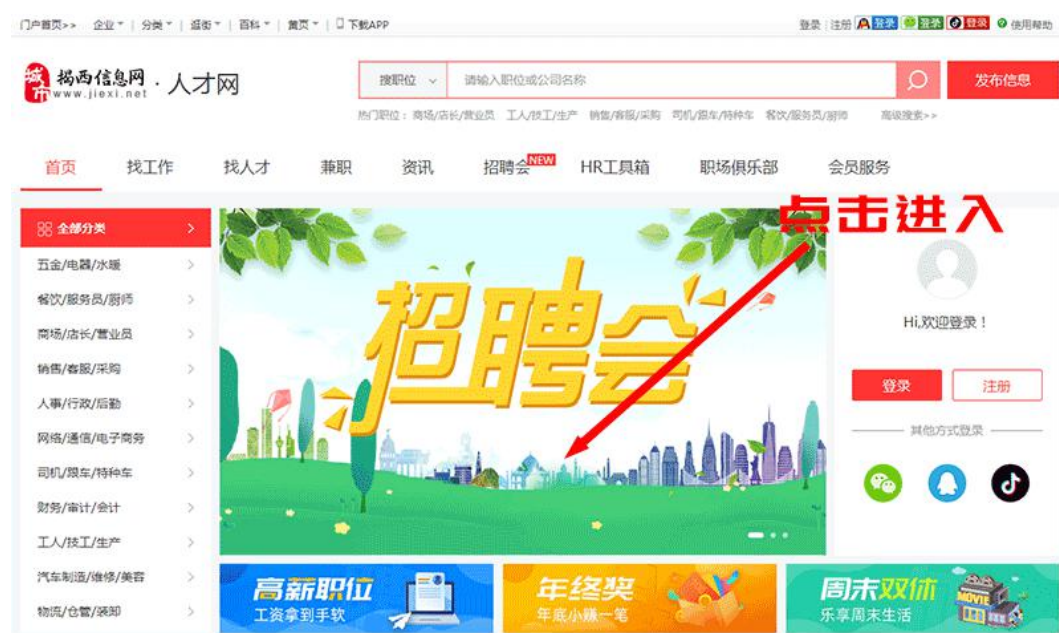 门户首页>> 企业 | 分类 | 逛街 | 百科 | 黄页 | 下载APP
登录 | 注册 登录 登录 登录 信用帮助
城市 揭西信息网 · 人才网
www.jiexi.net
搜职位 请输入职位或公司名称 发布信息
热门职位：商场/店长/营业员 工人/技工/生产 销售/客服/采购 司机/跟车/特种车 餐饮/服务员/厨师 高级搜索>>
首页 找工作 找人才 兼职 资讯 招聘会 NEW HR工具箱 职场俱乐部 会员服务
点击进入
全部分类
五金/电器/水暖
餐饮/服务员/厨师
商场/店长/营业员
销售/客服/采购
人事/行政/后勤
网络/通信/电子商务
司机/跟车/特种车
财务/审计/会计
工人/技工/生产
汽车制造/维修/美容
物流/仓管/装卸
招聘会
Hi,欢迎登录！
登录 注册
其他方式登录
高薪职位
工资拿到手软
年终奖
年底小赚一笔
周末双休
乐享周末生活
MOVIE